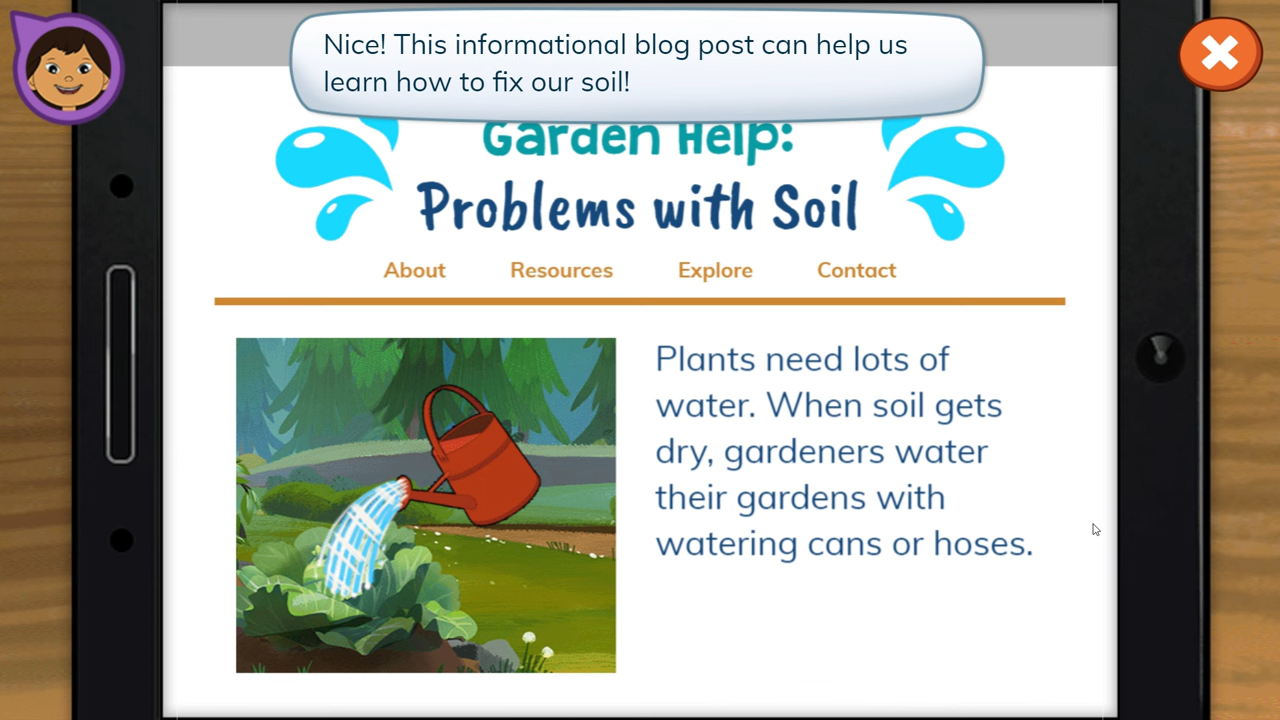 Nice! This informational blog post can help us
learn how to fix our soil!
Garden Help:
Problems with Soil
About Resources Explore Contact
Plants need lots of
water. When soil gets
dry, gardeners water
their gardens with
watering cans or hoses.